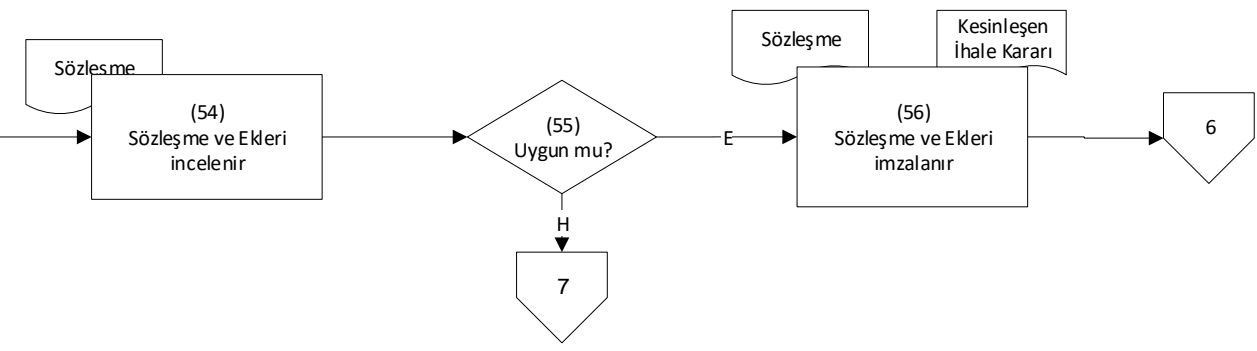 Sözleşme
(54)
Sözleşme ve Ekleri
incelenir
(55)
Uygun mu?
E
H
7
Sözleşme
Kesinleşen
İhale Kararı
(56)
Sözleşme ve Ekleri
imzalanır
6